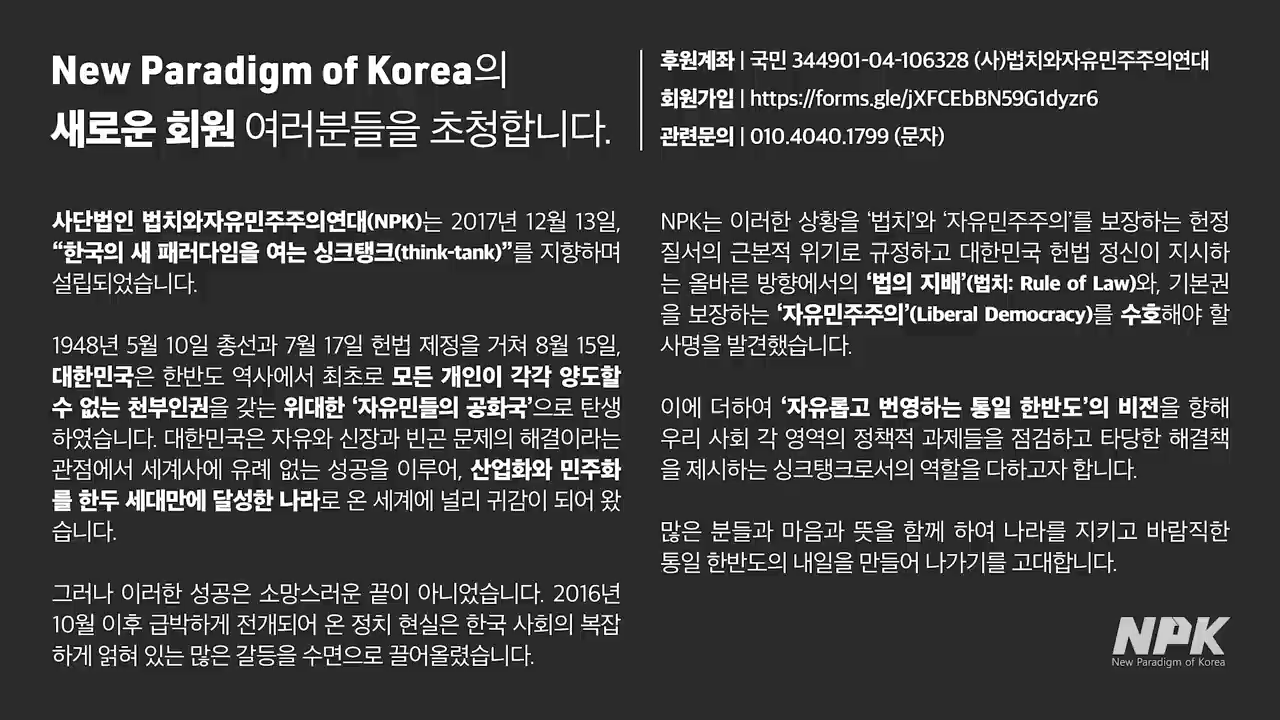 New Paradigm of Korea의
새로운 회원 여러분들을 초청합니다.
후원계좌 | 국민 344901-04-106328 (사)법치와자유민주주의연대
회원가입 | https://forms.gle/jXFCEbBN59G1dyzr6
관련문의 | 010.4040.1799 (문자)
사단법인 법치와자유민주주의연대(NPK)는 2017년 12월 13일,
“한국의 새 패러다임을 여는 싱크탱크(think-tank)”를 지향하며
설립되었습니다.
1948년 5월 10일 총선과 7월 17일 헌법 제정을 거쳐 8월 15일,
대한민국은 한반도 역사에서 최초로 모든 개인이 각각 양도할
수 없는 천부인권을 갖는 위대한 ‘자유민들의 공화국’으로 탄생
하였습니다. 대한민국은 자유와 신장과 빈곤 문제의 해결이라는
관점에서 세계사에 유례 없는 성공을 이루어, 산업화와 민주화
를 한두 세대만에 달성한 나라로 온 세계에 널리 귀감이 되어 왔
습니다.
그러나 이러한 성공은 소망스러운 끝이 아니었습니다. 2016년
10월 이후 급박하게 전개되어 온 정치 현실은 한국 사회의 복잡
하게 얽혀 있는 많은 갈등을 수면으로 끌어올렸습니다.
NPK는 이러한 상황을 ‘법치’와 ‘자유민주주의’를 보장하는 헌정
질서의 근본적 위기로 규정하고 대한민국 헌법 정신이 지시하
는 올바른 방향에서의 ‘법의 지배’(법치: Rule of Law)와, 기본권
을 보장하는 ‘자유민주주의’(Liberal Democracy)를 수호해야 할
사명을 발견했습니다.
이에 더하여 ‘자유롭고 번영하는 통일 한반도’의 비전을 향해
우리 사회 각 영역의 정책적 과제들을 점검하고 타당한 해결책
을 제시하는 싱크탱크로서의 역할을 다하고자 합니다.
많은 분들과 마음과 뜻을 함께 하여 나라를 지키고 바람직한
통일 한반도의 내일을 만들어 나가기를 고대합니다.
NPK
New Paradigm of Korea